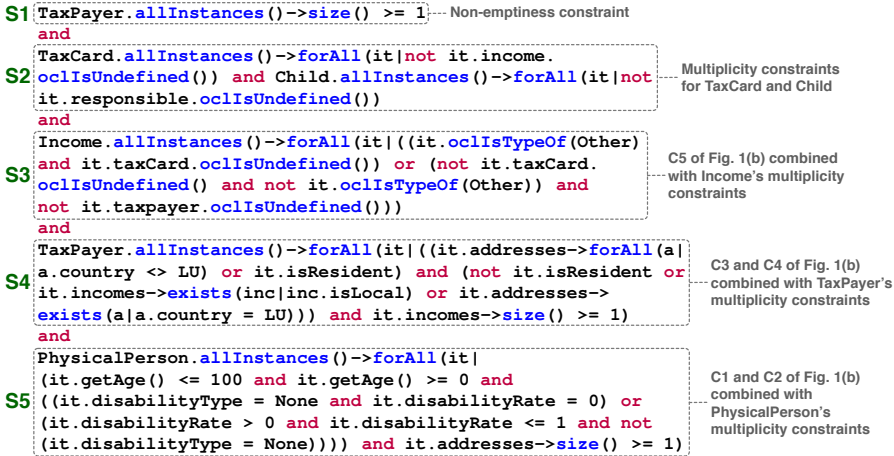 S1 TaxPayer.allInstances()->size() >= 1 Non-emptiness constraint
and
TaxCard.allInstances()->forAll(it|not it.income.
S2 oclIsUndefined()) and Child.allInstances()->forAll(it|not
it.responsible.oclIsUndefined())
Multiplicity constraints
for TaxCard and Child
and
Income.allInstances()->forAll(it|((it.oclIsTypeOf(Other)
and it.taxCard.oclIsUndefined()) or (not it.taxCard.
S3 oclIsUndefined() and not it.oclIsTypeOf(Other)) and
not it.taxpayer.oclIsUndefined()))
C5 of Fig. 1(b) combined
with Income's multiplicity
constraints
and
TaxPayer.allInstances()->forAll(it|((it.addresses->forAll(a|
a.country <> LU) or it.isResident) and (not it.isResident or
S4 it.incomes->exists(inc|inc.isLocal) or it.addresses->
exists(a|a.country = LU))) and it.incomes->size() >= 1)
C3 and C4 of Fig. 1(b)
combined with TaxPayer's
multiplicity constraints
and
PhysicalPerson.allInstances()->forAll(it|
(it.getAge() <= 100 and it.getAge() >= 0 and
S5 ((it.disabilityType = None and it.disabilityRate = 0) or
(it.disabilityRate > 0 and it.disabilityRate <= 1 and not
(it.disabilityType = None)))) and it.addresses->size() >= 1)
C1 and C2 of Fig. 1(b)
combined with
PhysicalPerson's
multiplicity constraints